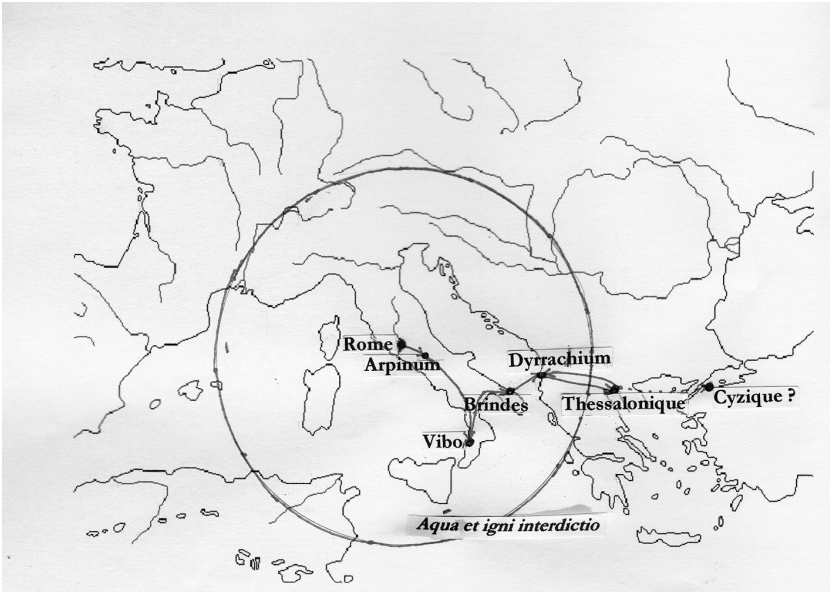 Rome
Arpinum
Dyrrachium
Brindes
Thessalonique
Cyzique ?
Vibo
Aqua et igni interdictio